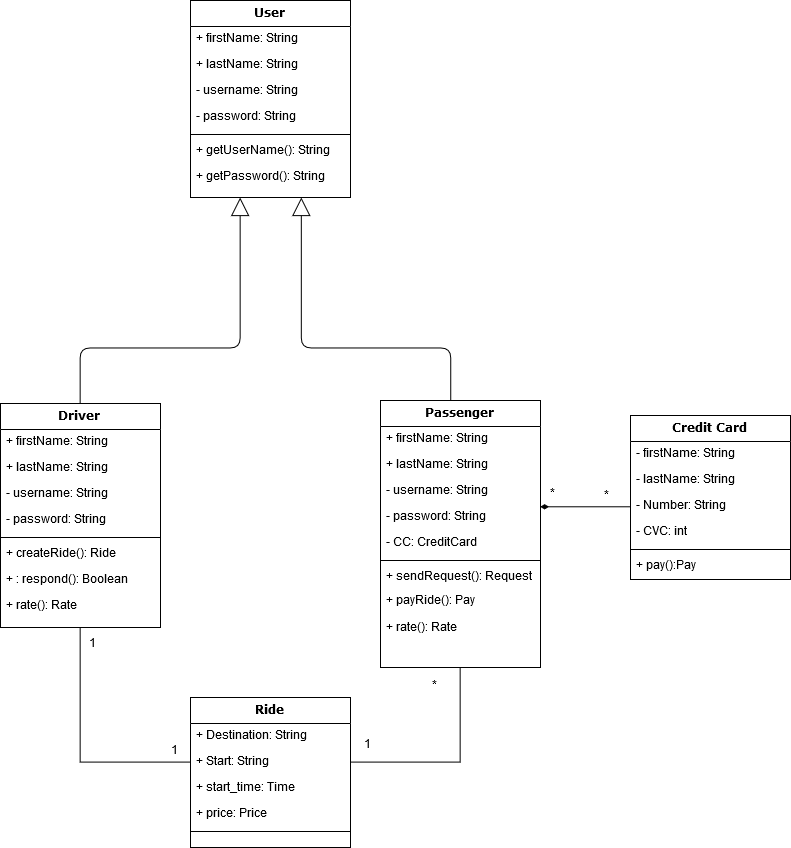 User
+ firstName: String
+ lastName: String
- username: String
- password: String
+ getUserName(): String
+ getPassword(): String
Driver
+ firstName: String
+ lastName: String
- username: String
- password: String
+ createRide(): Ride
+ : respond(): Boolean
+ rate(): Rate
1
Passenger
+ firstName: String
+ lastName: String
- username: String
- password: String
- CC: CreditCard
+ sendRequest(): Request
+ payRide(): Pay
+ rate(): Rate
*
*
*
Credit Card
- firstName: String
- lastName: String
- Number: String
- CVC: int
+ pay():Pay
1
Ride
+ Destination: String
+ Start: String
+ start_time: Time
+ price: Price
1